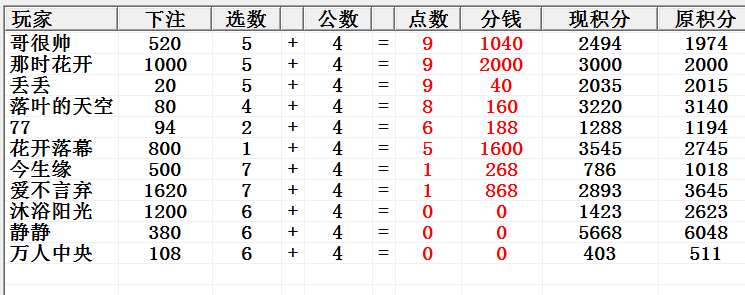 玩家 下注 选数 公数 点数 分钱 现积分 原积分
哥很帅 520 5 + 4 = 9 1040 2494 1974
那时花开 1000 5 + 4 = 9 2000 3000 2000
丢丢 20 5 + 4 = 9 40 2035 2015
落叶的天空 80 4 + 4 = 8 160 3220 3140
77 94 2 + 4 = 6 188 1288 1194
花开落幕 800 1 + 4 = 5 1600 3545 2745
今生缘 500 7 + 4 = 1 268 786 1018
爱不言弃 1620 7 + 4 = 1 868 2893 3645
沐浴阳光 1200 6 + 4 = 0 0 1423 2623
静静 380 6 + 4 = 0 0 5668 6048
万人中央 108 6 + 4 = 0 0 403 511